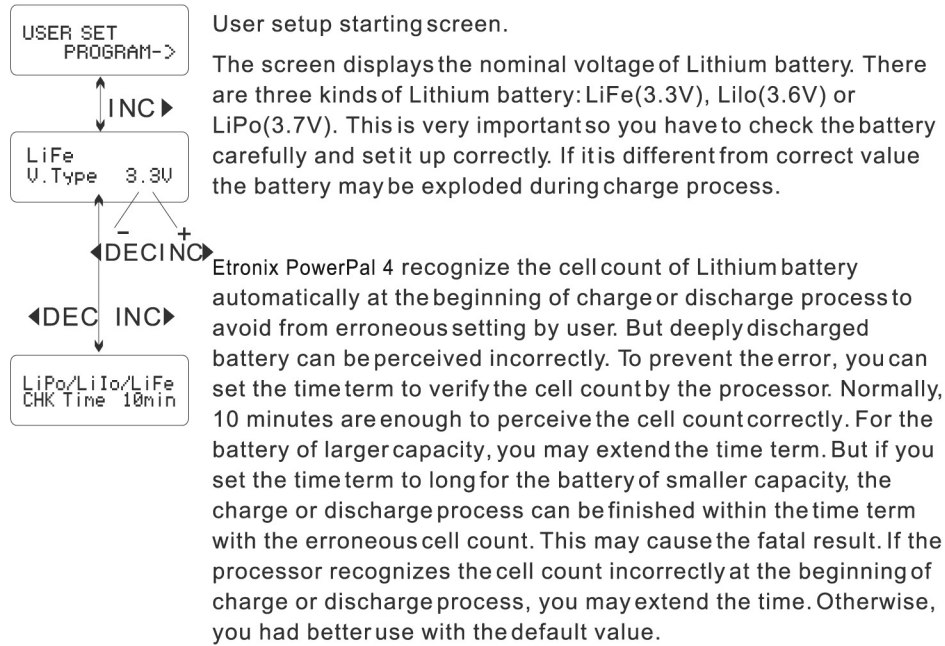 USER SET
PROGRAM->
INC▶
LiFe
V.Type 3.3V
- +
◀DEC INC▶
◀DEC INC▶
LiPo/LiIo/LiFe
CHK Time 10min
User setup starting screen.
The screen displays the nominal voltage of Lithium battery. There
are three kinds of Lithium battery: LiFe(3.3V), LiIo(3.6V) or
LiPo(3.7V). This is very important so you have to check the battery
carefully and set it up correctly. If it is different from correct value
the battery may be exploded during charge process.
Etronix PowerPal 4 recognize the cell count of Lithium battery
automatically at the beginning of charge or discharge process to
avoid from erroneous setting by user. But deeply discharged
battery can be perceived incorrectly. To prevent the error, you can
set the time term to verify the cell count by the processor. Normally,
10 minutes are enough to perceive the cell count correctly. For the
battery of larger capacity, you may extend the time term. But if you
set the time term to long for the battery of smaller capacity, the
charge or discharge process can be finished within the time term
with the erroneous cell count. This may cause the fatal result. If the
processor recognizes the cell count incorrectly at the beginning of
charge or discharge process, you may extend the time. Otherwise,
you had better use with the default value.